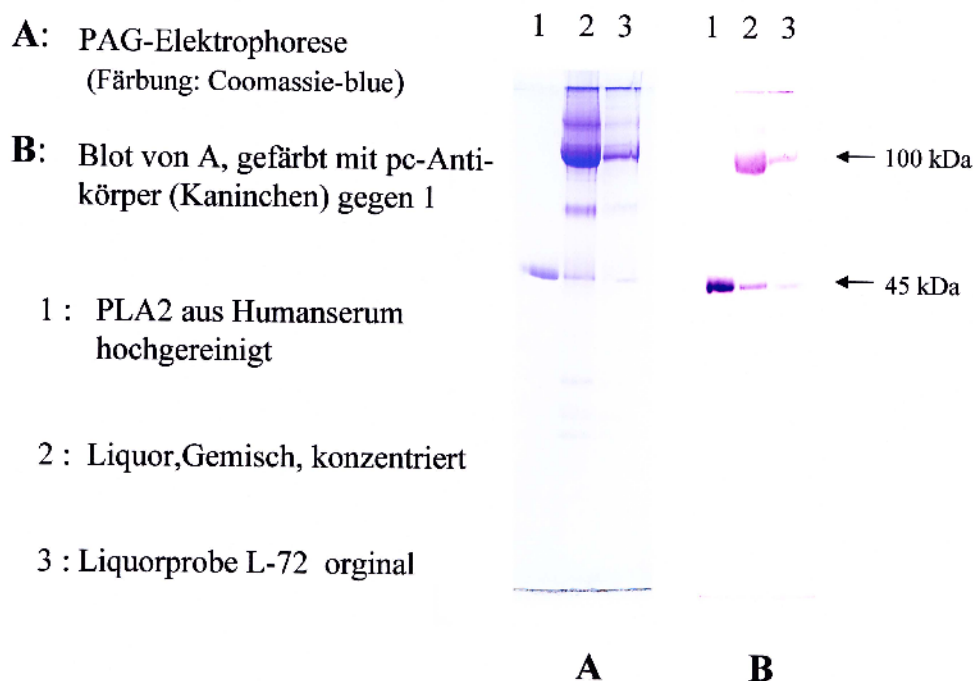 A: PAG-Elektrophorese
(Färbung: Coomassie-blue)
B: Blot von A, gefärbt mit pc-Anti-
körper (Kaninchen) gegen 1
1 : PLA2 aus Humanserum
hochgereinigt
2 : Liquor,Gemisch, konzentriert
3 : Liquorprobe L-72 orginal
1 2 3
1 2 3
100 kDa
45 kDa
A B